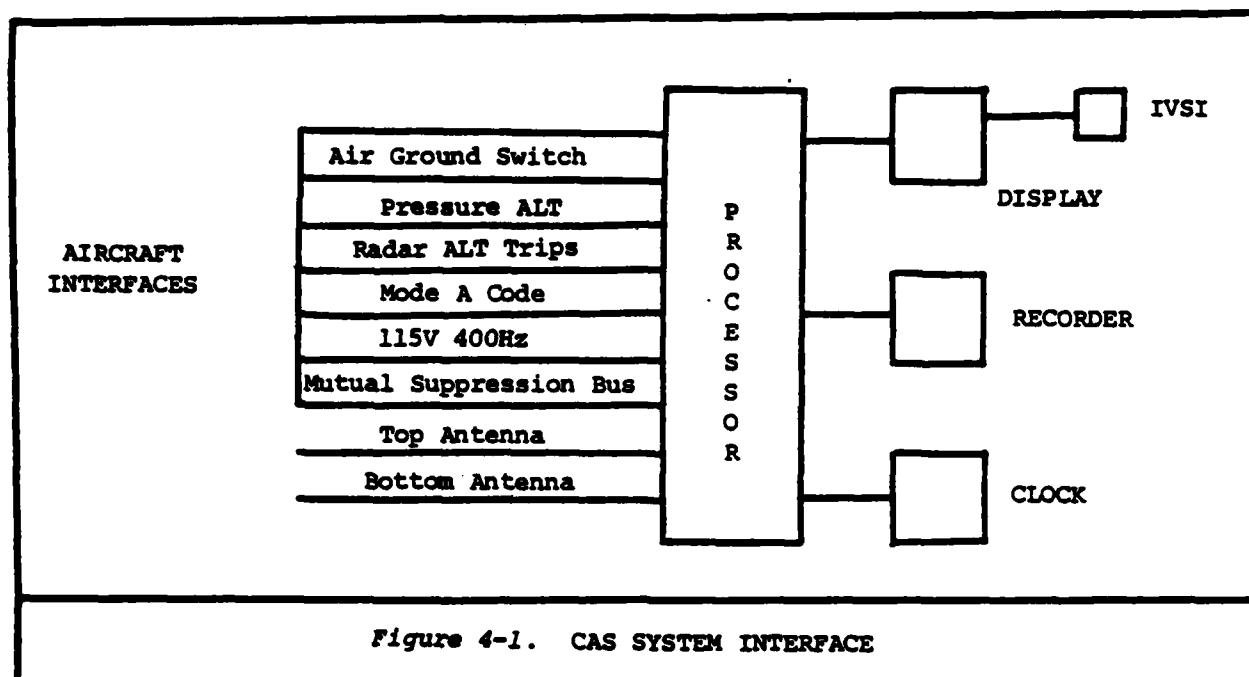 AIRCRAFT
INTERFACES
Air Ground Switch
Pressure ALT
Radar ALT Trips
Mode A Code
115V 400Hz
Mutual Suppression Bus
Top Antenna
Bottom Antenna
PROCESSOR
IVSI
DISPLAY
RECORDER
CLOCK
Figure 4-1. CAS SYSTEM INTERFACE